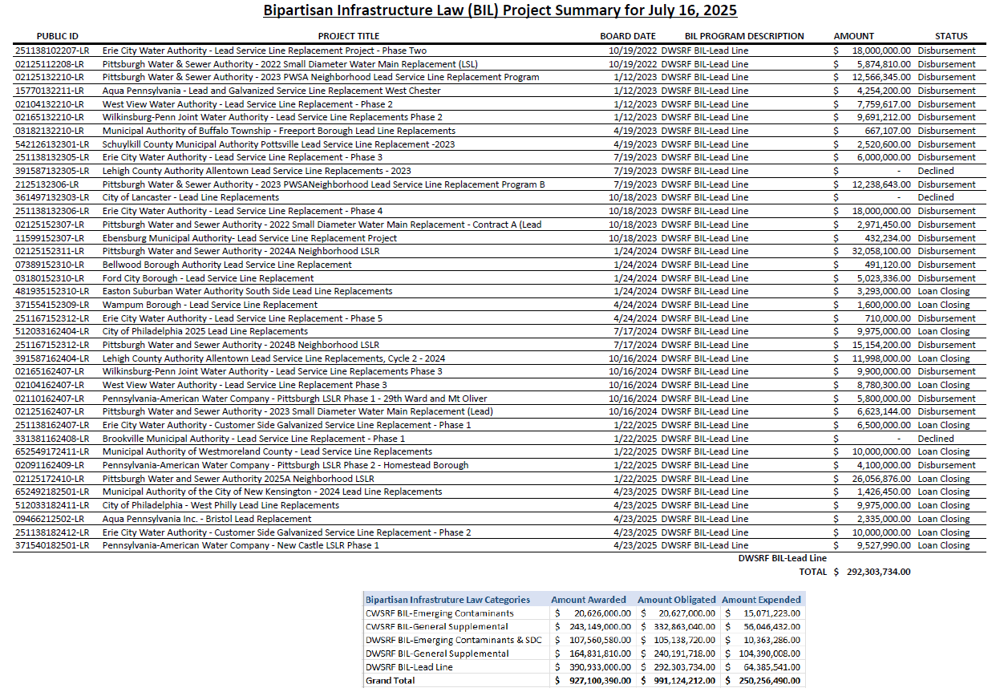 Bipartisan Infrastructure Law (BIL) Project Summary for July 16, 2025
PUBLIC ID PROJECT TITLE BOARD DATE BIL PROGRAM DESCRIPTION AMOUNT STATUS
251138102207-LR Erie City Water Authority - Lead Service Line Replacement Project - Phase Two 10/19/2022 DWSRF BIL-Lead Line $ 18,000,000.00 Disbursement
02125112208-LR Pittsburgh Water & Sewer Authority - 2022 Small Diameter Water Main Replacement (LSL) 10/19/2022 DWSRF BIL-Lead Line $ 5,874,810.00 Disbursement
02125132210-LR Pittsburgh Water & Sewer Authority - 2023 PWSA Neighborhood Lead Service Line Replacement Program 1/12/2023 DWSRF BIL-Lead Line $ 12,566,345.00 Disbursement
15770132211-LR Aqua Pennsylvania - Lead and Galvanized Service Line Replacement West Chester 1/12/2023 DWSRF BIL-Lead Line $ 4,254,200.00 Disbursement
02104132210-LR West View Water Authority - Lead Service Line Replacement - Phase 2 1/12/2023 DWSRF BIL-Lead Line $ 7,759,617.00 Disbursement
02165132210-LR Wilkinsburg-Penn Joint Water Authority - Lead Service Line Replacements Phase 2 1/12/2023 DWSRF BIL-Lead Line $ 9,691,212.00 Disbursement
03182132210-LR Municipal Authority of Buffalo Township - Freeport Borough Lead Line Replacements 4/19/2023 DWSRF BIL-Lead Line $ 667,107.00 Disbursement
542126132301-LR Schuylkill County Municipal Authority Pottsville Lead Service Line Replacement -2023 4/19/2023 DWSRF BIL-Lead Line $ 2,520,600.00 Disbursement
251138132305-LR Erie City Water Authority - Lead Service Line Replacement - Phase 3 7/19/2023 DWSRF BIL-Lead Line $ 6,000,000.00 Disbursement
391587132305-LR Lehigh County Authority Allentown Lead Service Line Replacements - 2023 7/19/2023 DWSRF BIL-Lead Line $ - Declined
2125132306-LR Pittsburgh Water & Sewer Authority - 2023 PWSANeighborhood Lead Service Line Replacement Program B 7/19/2023 DWSRF BIL-Lead Line $ 12,238,643.00 Disbursement
361497132303-LR City of Lancaster - Lead Line Replacements 10/18/2023 DWSRF BIL-Lead Line $ - Declined
251138132306-LR Erie City Water Authority - Lead Service Line Replacement - Phase 4 10/18/2023 DWSRF BIL-Lead Line $ 18,000,000.00 Disbursement
02125152307-LR Pittsburgh Water and Sewer Authority - 2022 Small Diameter Water Main Replacement - Contract A (Lead 10/18/2023 DWSRF BIL-Lead Line $ 2,971,450.00 Disbursement
11599152307-LR Ebensburg Municipal Authority- Lead Service Line Replacement Project 10/18/2023 DWSRF BIL-Lead Line $ 432,234.00 Disbursement
02125152311-LR Pittsburgh Water and Sewer Authority - 2024A Neighborhood LSLR 1/24/2024 DWSRF BIL-Lead Line $ 32,058,100.00 Disbursement
07389152310-LR Bellwood Borough Authority Lead Service Line Replacement 1/24/2024 DWSRF BIL-Lead Line $ 491,120.00 Disbursement
03180152310-LR Ford City Borough - Lead Service Line Replacement 1/24/2024 DWSRF BIL-Lead Line $ 5,023,336.00 Disbursement
481935152310-LR Easton Suburban Water Authority South Side Lead Line Replacements 1/24/2024 DWSRF BIL-Lead Line $ 3,293,000.00 Loan Closing
371554152309-LR Wampum Borough - Lead Service Line Replacement 4/24/2024 DWSRF BIL-Lead Line $ 1,600,000.00 Loan Closing
251167152312-LR Erie City Water Authority - Lead Service Line Replacement - Phase 5 4/24/2024 DWSRF BIL-Lead Line $ 710,000.00 Disbursement
512033162404-LR City of Philadelphia 2025 Lead Line Replacements 7/17/2024 DWSRF BIL-Lead Line $ 9,975,000.00 Loan Closing
251167152312-LR Pittsburgh Water and Sewer Authority - 2024B Neighborhood LSLR 7/17/2024 DWSRF BIL-Lead Line $ 15,154,200.00 Disbursement
391587162404-LR Lehigh County Authority Allentown Lead Service Line Replacements, Cycle 2 - 2024 10/16/2024 DWSRF BIL-Lead Line $ 11,998,000.00 Loan Closing
02165162407-LR Wilkinsburg-Penn Joint Water Authority - Lead Service Line Replacements Phase 3 10/16/2024 DWSRF BIL-Lead Line $ 9,900,000.00 Disbursement
02104162407-LR West View Water Authority - Lead Service Line Replacement Phase 3 10/16/2024 DWSRF BIL-Lead Line $ 8,780,300.00 Loan Closing
02110162407-LR Pennsylvania-American Water Company - Pittsburgh LSLR Phase 1 - 29th Ward and Mt Oliver 10/16/2024 DWSRF BIL-Lead Line $ 5,800,000.00 Disbursement
02125162407-LR Pittsburgh Water and Sewer Authority - 2023 Small Diameter Water Main Replacement (Lead) 10/16/2024 DWSRF BIL-Lead Line $ 6,623,144.00 Disbursement
251138162407-LR Erie City Water Authority - Customer Side Galvanized Service Line Replacement - Phase 1 1/22/2025 DWSRF BIL-Lead Line $ 6,500,000.00 Loan Closing
331381162408-LR Brookville Municipal Authority - Lead Service Line Replacement - Phase 1 1/22/2025 DWSRF BIL-Lead Line $ - Declined
652549172411-LR Municipal Authority of Westmoreland County - Lead Service Line Replacements 1/22/2025 DWSRF BIL-Lead Line $ 10,000,000.00 Loan Closing
02091162409-LR Pennsylvania-American Water Company - Pittsburgh LSLR Phase 2 - Homestead Borough 1/22/2025 DWSRF BIL-Lead Line $ 4,100,000.00 Disbursement
02125172410-LR Pittsburgh Water and Sewer Authority 2025A Neighborhood LSLR 1/22/2025 DWSRF BIL-Lead Line $ 26,056,876.00 Loan Closing
652492182501-LR Municipal Authority of the City of New Kensington - 2024 Lead Line Replacements 4/23/2025 DWSRF BIL-Lead Line $ 1,426,450.00 Loan Closing
512033182411-LR City of Philadelphia - West Philly Lead Line Replacements 4/23/2025 DWSRF BIL-Lead Line $ 9,975,000.00 Loan Closing
09466212502-LR Aqua Pennsylvania Inc. - Bristol Lead Replacement 4/23/2025 DWSRF BIL-Lead Line $ 2,335,000.00 Loan Closing
251138182412-LR Erie City Water Authority - Customer Side Galvanized Service Line Replacement - Phase 2 4/23/2025 DWSRF BIL-Lead Line $ 10,000,000.00 Loan Closing
371540182501-LR Pennsylvania-American Water Company - New Castle LSLR Phase 1 4/23/2025 DWSRF BIL-Lead Line $ 9,527,990.00 Loan Closing
DWSRF BIL-Lead Line
TOTAL $ 292,303,734.00
Bipartisan Infrastruture Law Categories Amount Awarded Amount Obligated Amount Expended
CWSRF BIL-Emerging Contaminants $ 20,626,000.00 $ 20,627,000.00 $ 15,071,223.00
CWSRF BIL-General Supplemental $ 243,149,000.00 $ 332,863,040.00 $ 56,046,432.00
DWSRF BIL-Emerging Contaminants & SDC $ 107,560,580.00 $ 105,138,720.00 $ 10,363,286.00
DWSRF BIL-General Supplemental $ 164,831,810.00 $ 240,191,718.00 $ 104,390,008.00
DWSRF BIL-Lead Line $ 390,933,000.00 $ 292,303,734.00 $ 64,385,541.00
Grand Total $ 927,100,390.00 $ 991,124,212.00 $ 250,256,490.00